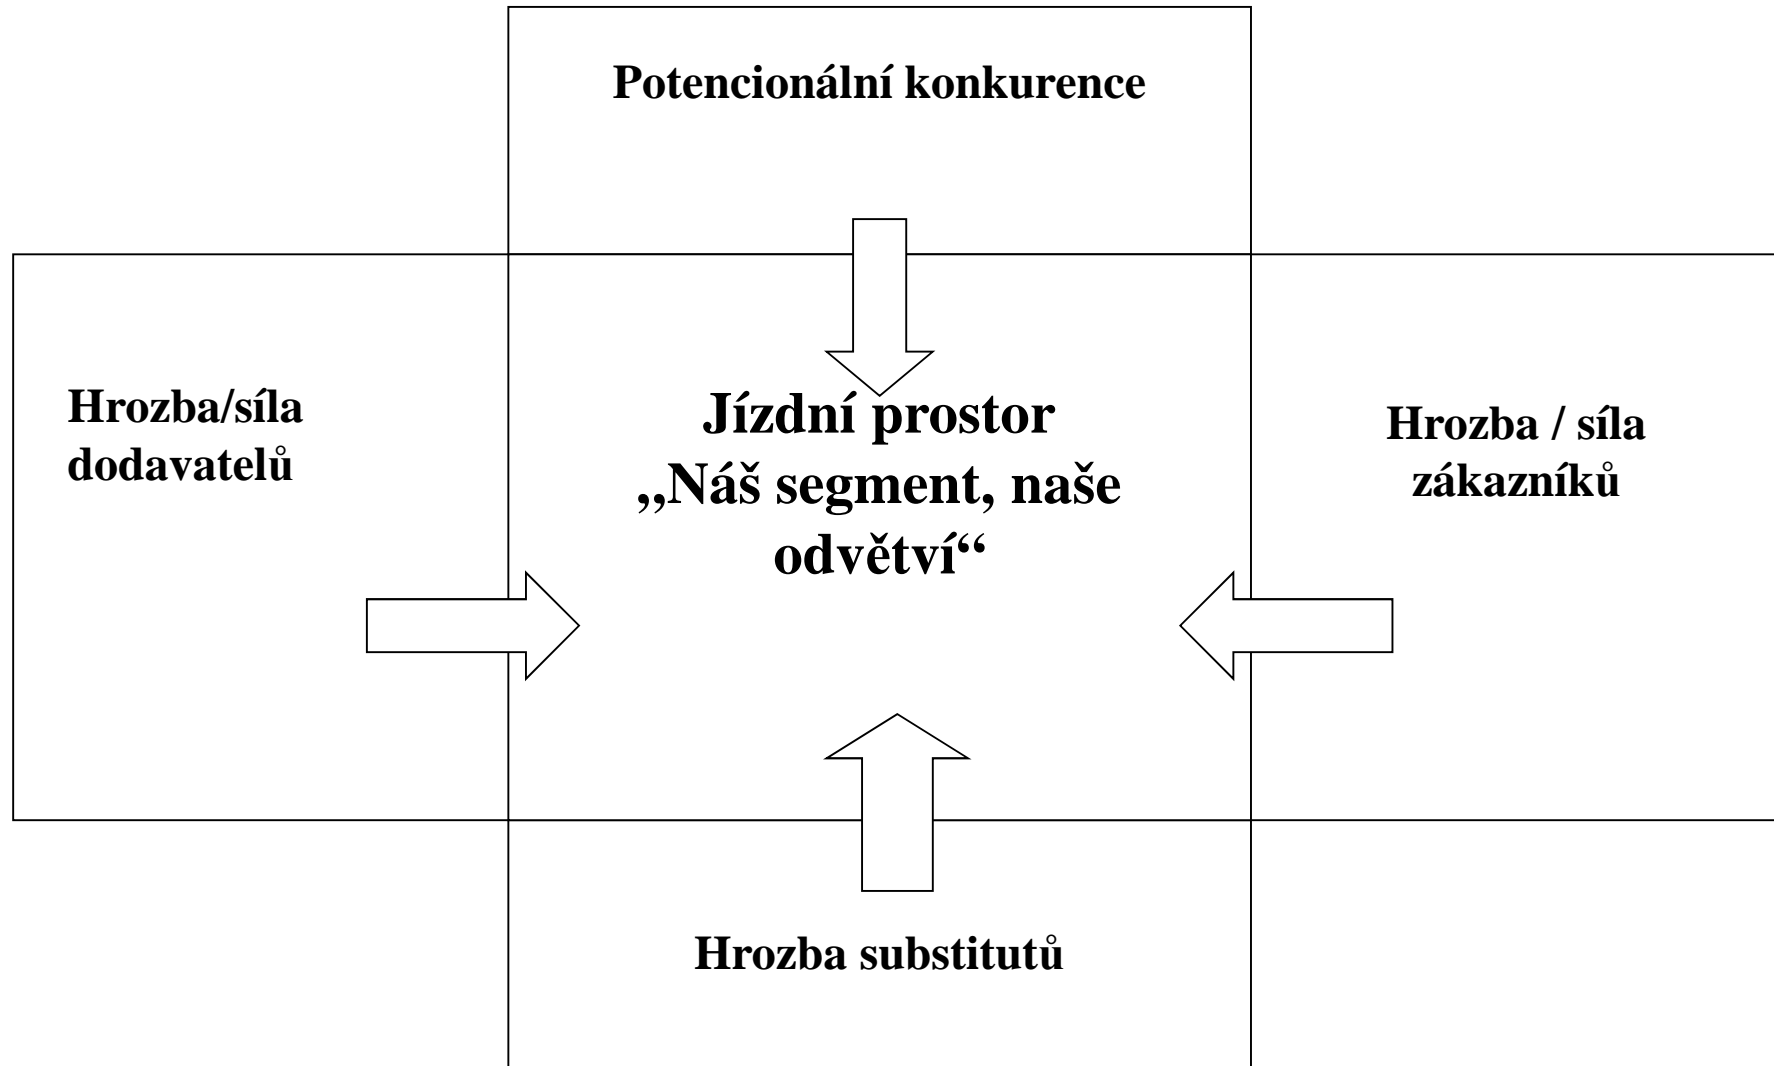 Potencionální konkurence
Hrozba/síla
dodavatelů
Jízdní prostor
„Náš segment, naše
odvětví“
Hrozba / síla
zákazníků
Hrozba substitutů